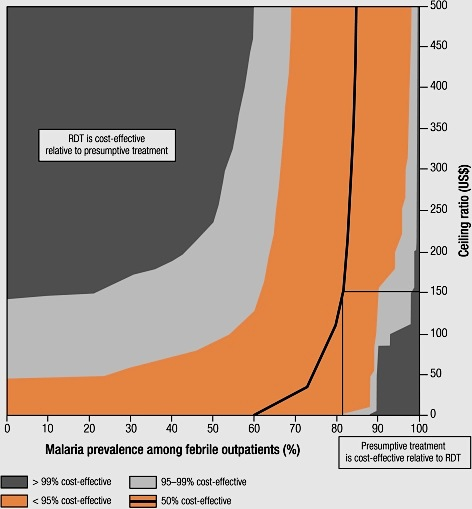 500
450
400
350
300
250
200
150
100
50
0
Ceiling ratio (US$)
RDT is cost-effective
relative to presumptive treatment
0 10 20 30 40 50 60 70 80 90 100
Malaria prevalence among febrile outpatients (%)
Presumptive treatment
is cost-effective relative to RDT
> 99% cost-effective
95–99% cost-effective
< 95% cost-effective
50% cost-effective